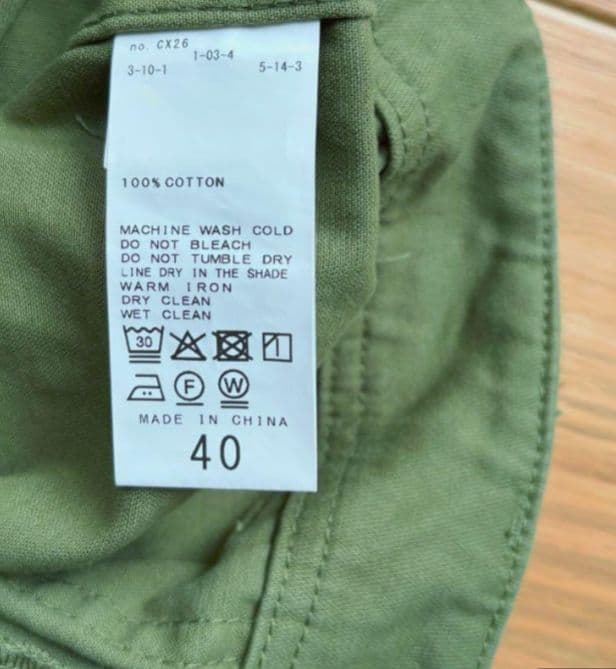 no. CX26
1-03-4
3-10-1 5-14-3
100% COTTON
MACHINE WASH COLD
DO NOT BLEACH
DO NOT TUMBLE DRY
LINE DRY IN THE SHADE
WARM IRON
DRY CLEAN
WET CLEAN
30
F W
MADE IN CHINA
40